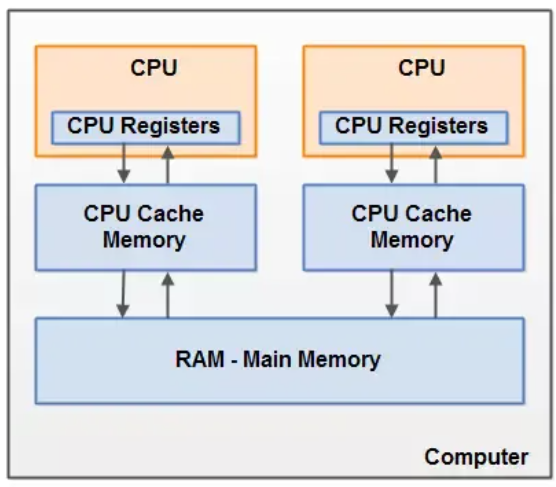 CPU
CPU
CPU Registers
CPU Registers
CPU Cache
Memory
CPU Cache
Memory
RAM - Main Memory
Computer